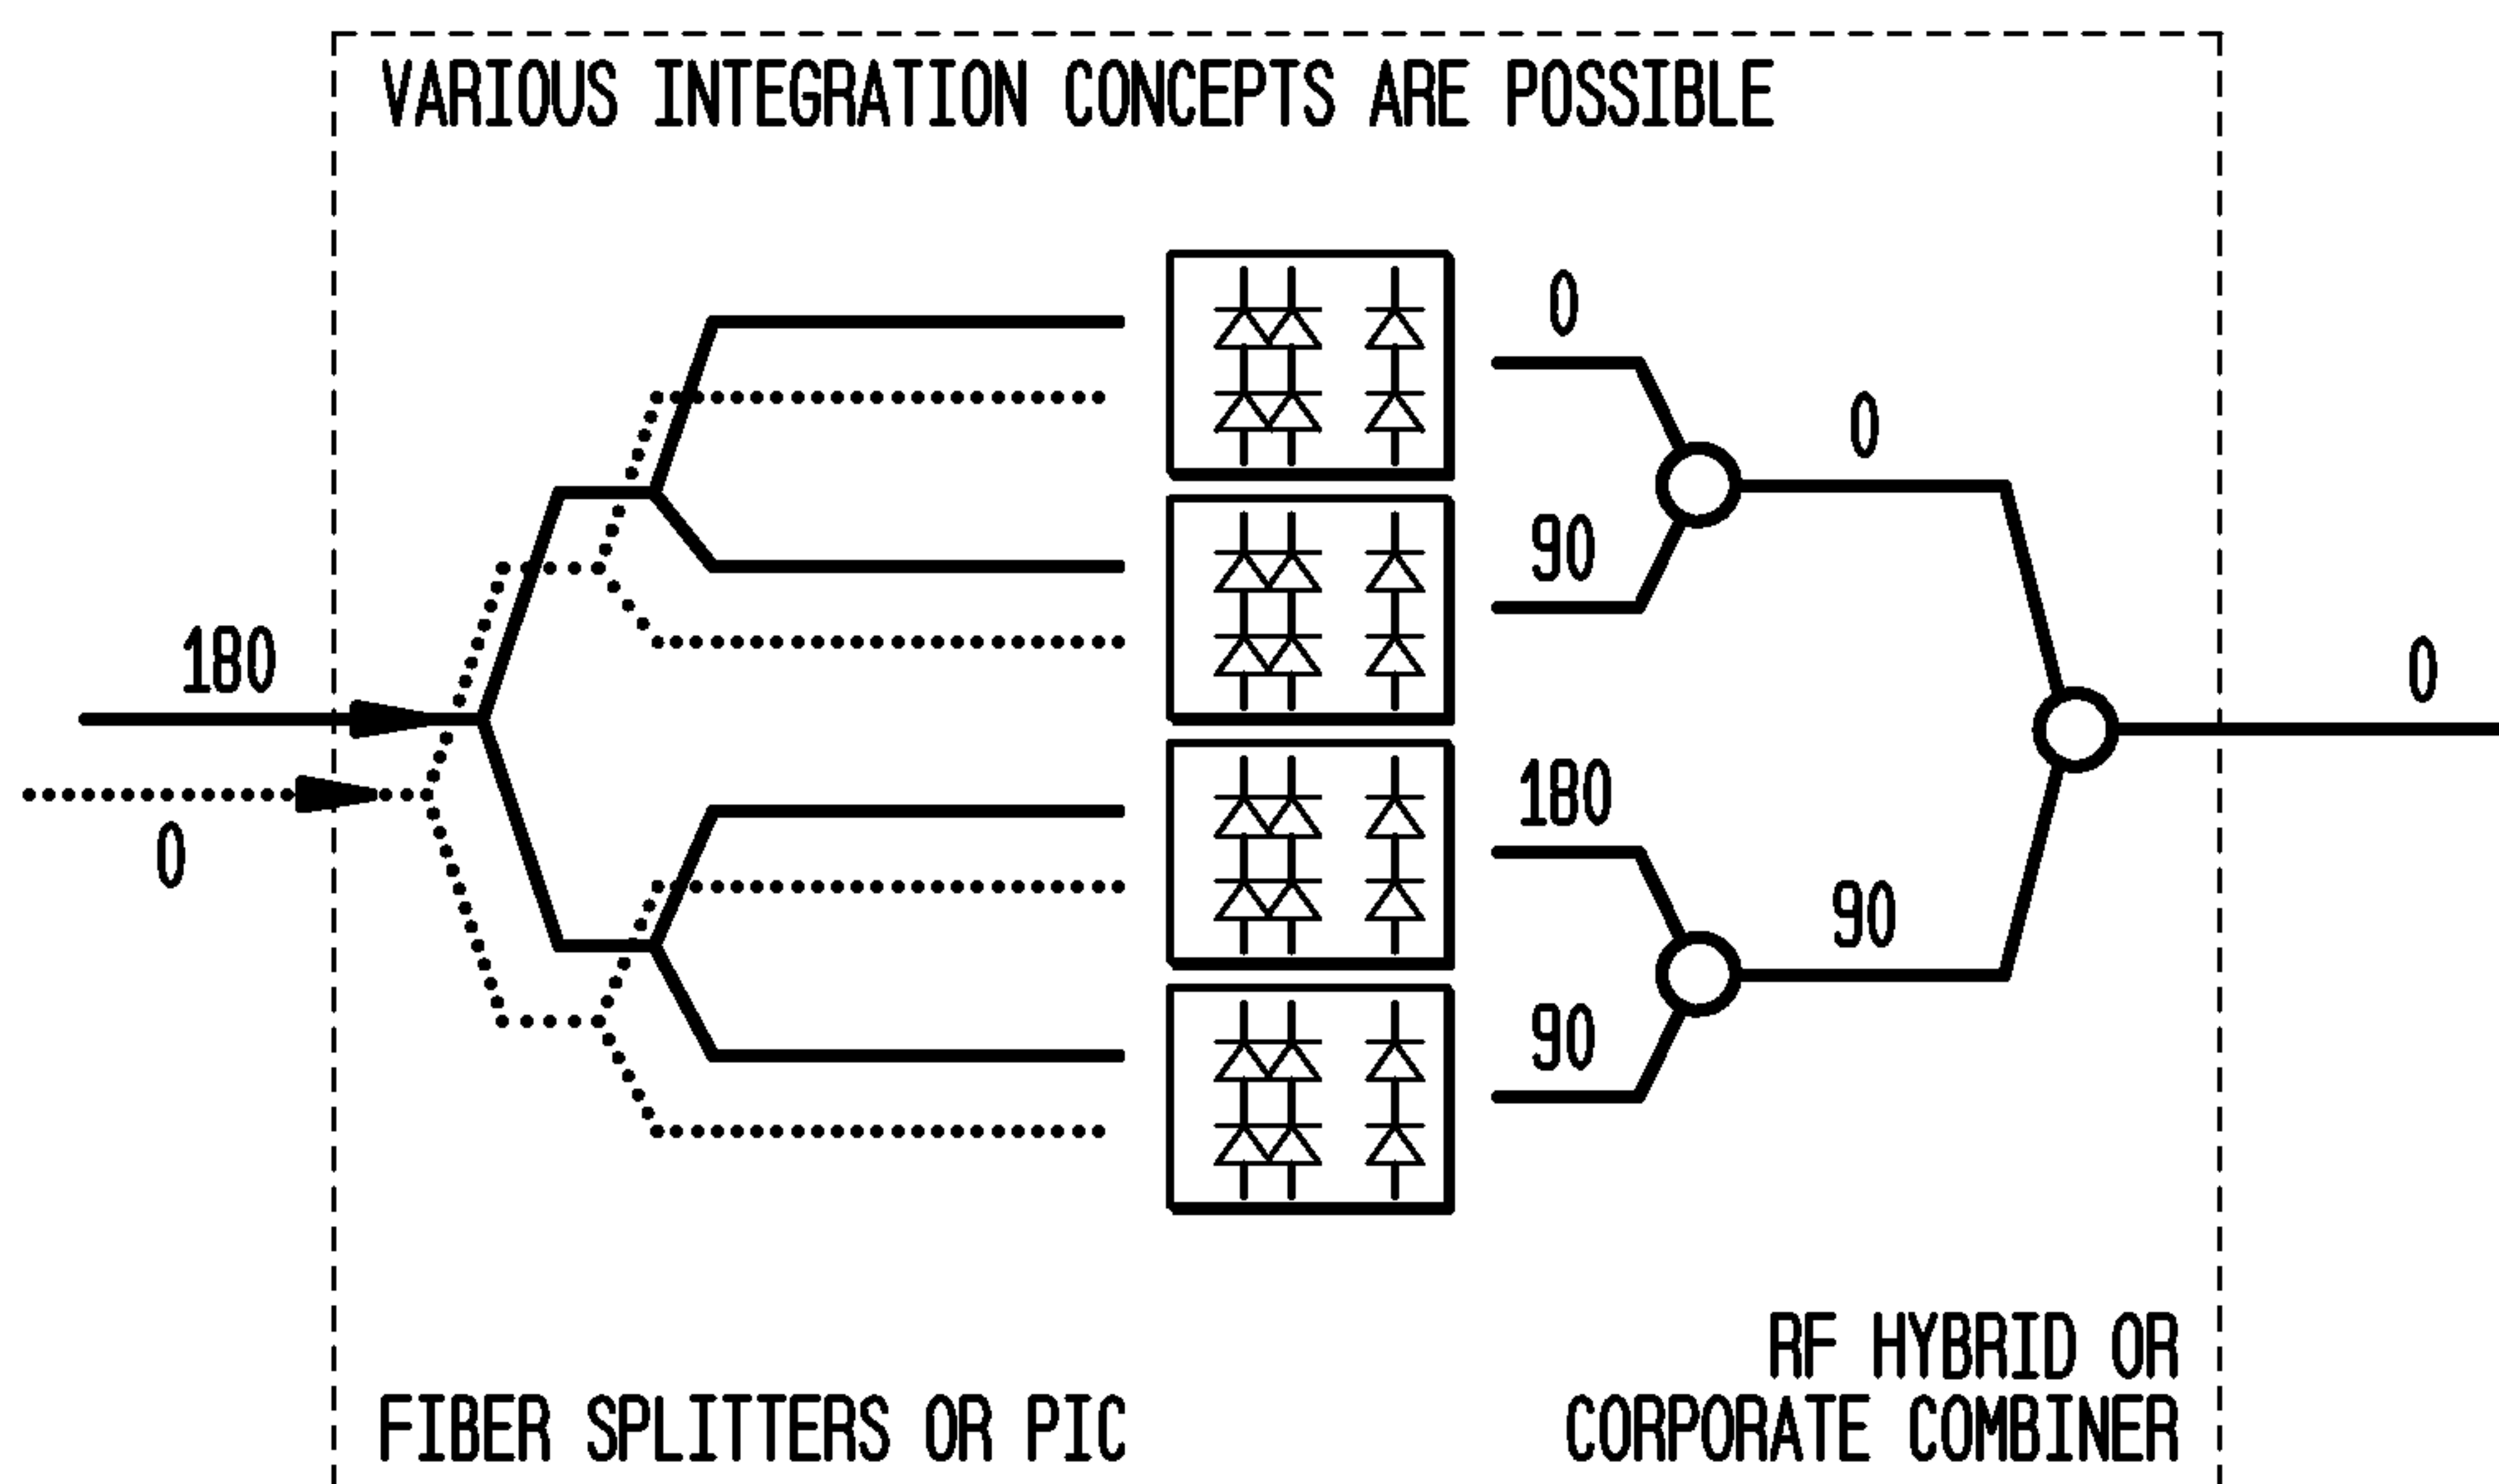 VARIOUS INTEGRATION CONCEPTS ARE POSSIBLE
0
0
90
180
0
180
0
90
90
RF HYBRID OR
FIBER SPLITTERS OR PIC
CORPORATE COMBINER